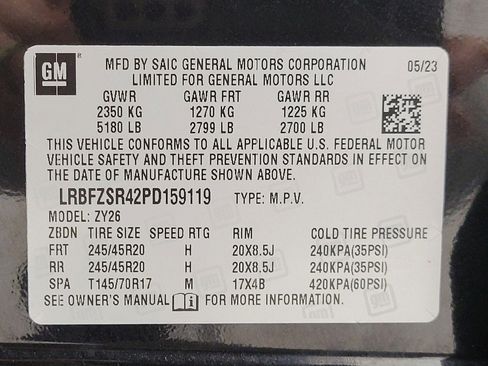 GM
MFD BY SAIC GENERAL MOTORS CORPORATION 05/23
LIMITED FOR GENERAL MOTORS LLC
GVWR GAWR FRT GAWR RR
2350 KG 1270 KG 1225 KG
5180 LB 2799 LB 2700 LB
THIS VEHICLE CONFORMS TO ALL APPLICABLE U.S. FEDERAL MOTOR
VEHICLE SAFETY AND THEFT PREVENTION STANDARDS IN EFFECT ON
THE DATE OF MANUFACTURE SHOWN ABOVE.
LRBFZSR42PD159119 TYPE: M.P.V.
MODEL: ZY26
ZBDN TIRE SIZE SPEED RTG RIM COLD TIRE PRESSURE
FRT 245/45R20 H 20X8.5J 240KPA(35PSI)
RR 245/45R20 H 20X8.5J 240KPA(35PSI)
SPA T145/70R17 M 17X4B 420KPA(60PSI)
SEE OWNER'S MANUAL i FOR MORE INFORMATION.